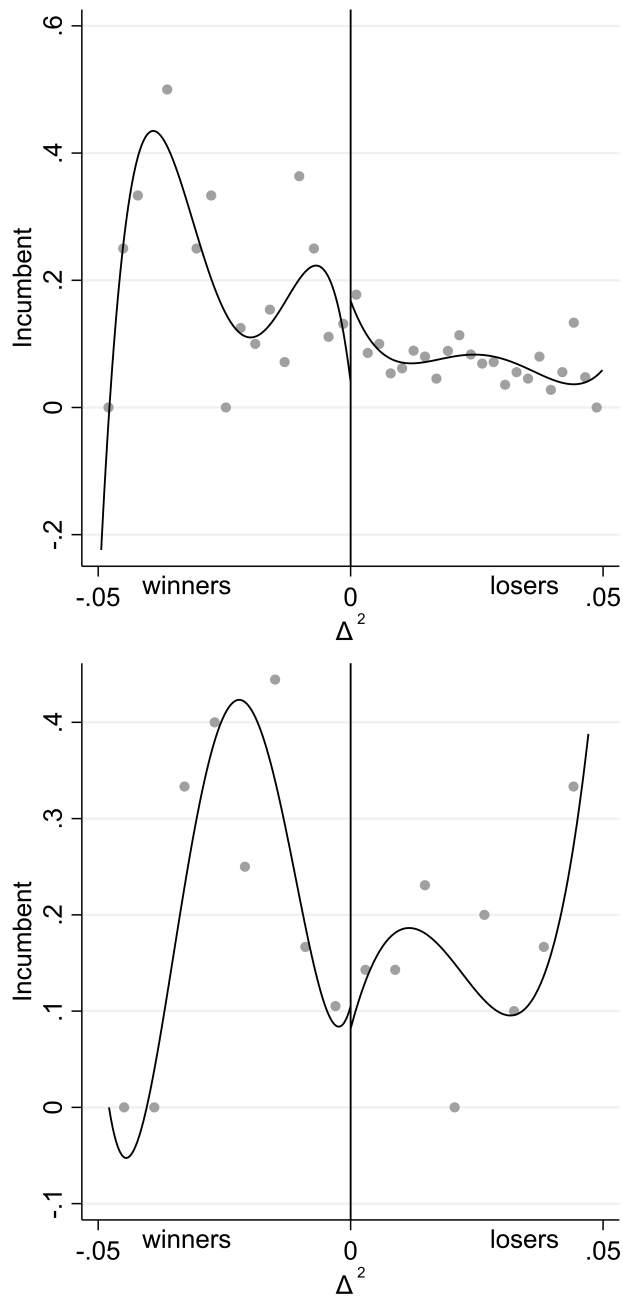 .6
.4
.2
0
-.2
Incumbent
-.05
winners
0
losers
.05
Δ²
.4
.3
.2
.1
0
-.1
Incumbent
-.05
winners
0
losers
.05
Δ²